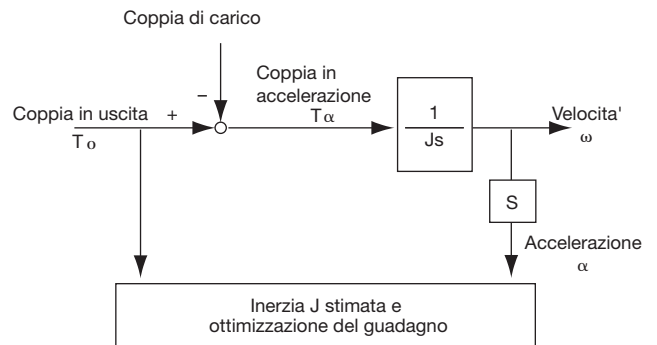 Coppia di carico
Coppia in
accelerazione
Tα
–
Coppia in uscita +
To
1
Js
Velocita'
ω
S
Accelerazione
α
Inerzia J stimata e
ottimizzazione del guadagno